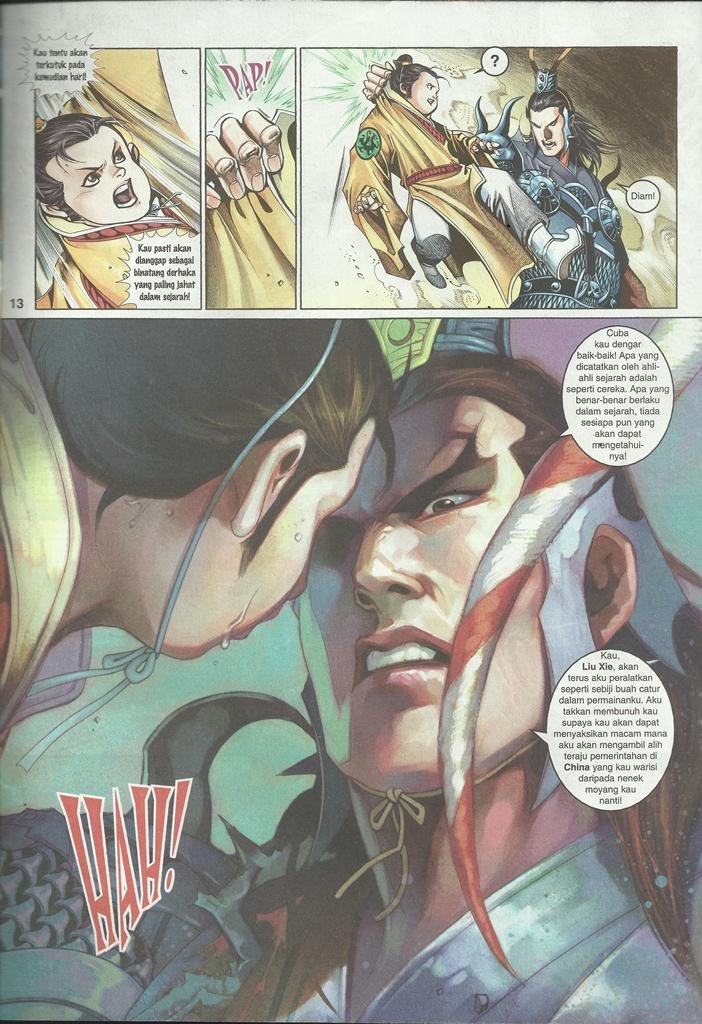 Kau tentu akan
terkutuk pada
kemudian hari!
Kau pasti akan
dianggap sebagai
binatang derhaka
yang paling jahat
dalam sejarah!
PAP!
?
Diam!
13
Cuba
kau dengar
baik-baik! Apa yang
dicatatkan oleh ahli-
ahli sejarah adalah
seperti cereka. Apa yang
benar-benar berlaku
dalam sejarah, tiada
sesiapa pun yang
akan dapat
mengetahui-
nya!
Kau,
Liu Xie, akan
terus aku peralatkan
seperti sebiji buah catur
dalam permainanku. Aku
takkan membunuh kau
supaya kau akan dapat
menyaksikan macam mana
aku akan mengambil alih
teraju pemerintahan di
China yang kau warisi
daripada nenek
moyang kau
nanti!
HAH!